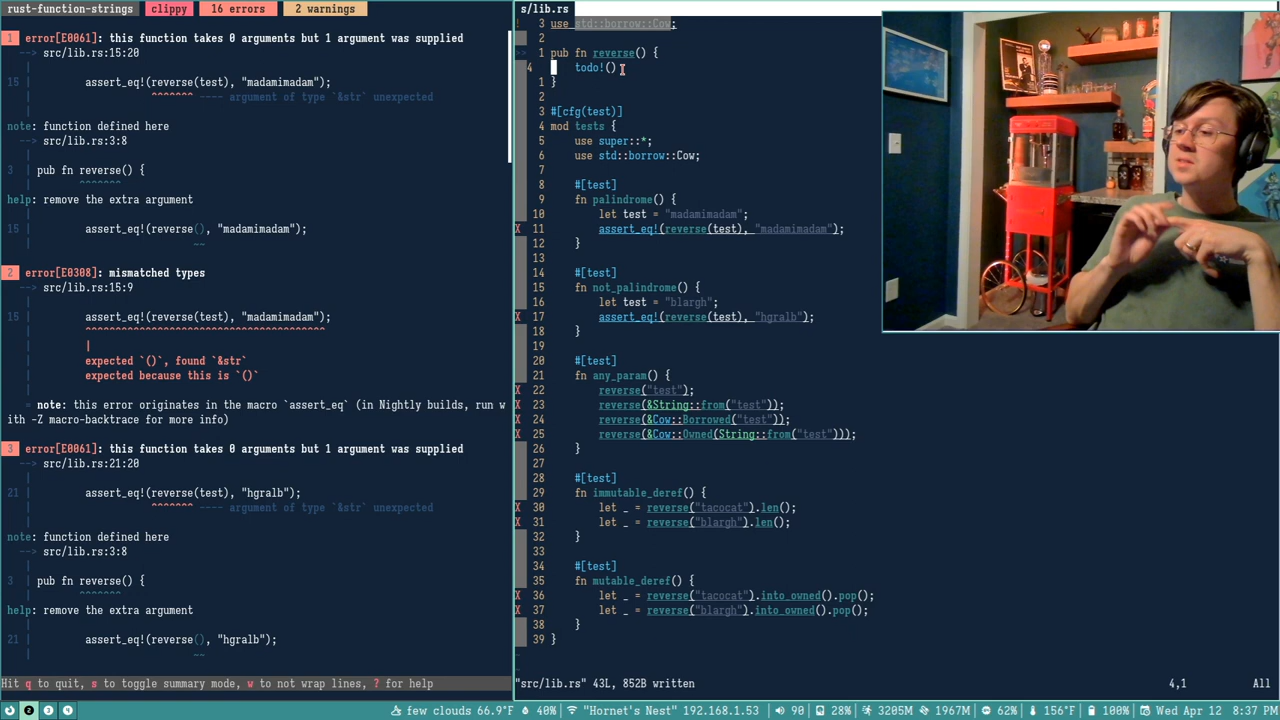 rust-function-strings clippy 16 errors 2 warnings
1 error[E0061]: this function takes 0 arguments but 1 argument was supplied
--> src/lib.rs:15:20
|
15 | assert_eq!(reverse(test), "madamimadam");
| ^^^^^^^ ---- argument of type `&str` unexpected
|
note: function defined here
--> src/lib.rs:3:8
|
3 | pub fn reverse() {
| ^^^^^^^
help: remove the extra argument
|
15 | assert_eq!(reverse(), "madamimadam");
| ~~
2 error[E0308]: mismatched types
--> src/lib.rs:15:9
|
15 | assert_eq!(reverse(test), "madamimadam");
| ^^^^^^^^^^^^^^^^^^^^^^^^^^^^^^^^^^^^^^^^
| |
| expected `()`, found `&str`
| expected because this is `()`
|
= note: this error originates in the macro `assert_eq` (in Nightly builds, run w
ith -Z macro-backtrace for more info)
3 error[E0061]: this function takes 0 arguments but 1 argument was supplied
--> src/lib.rs:21:20
|
21 | assert_eq!(reverse(test), "hgralb");
| ^^^^^^^ ---- argument of type `&str` unexpected
|
note: function defined here
--> src/lib.rs:3:8
|
3 | pub fn reverse() {
| ^^^^^^^
help: remove the extra argument
|
21 | assert_eq!(reverse(), "hgralb");
| ~~
Hit q to quit, s to toggle summary mode, w to not wrap lines, ? for help
s/lib.rs
! 3 use std::borrow::Cow;
2
>> 1 pub fn reverse() {
4 todo!()
1 }
2
3 #[cfg(test)]
4 mod tests {
5 use super::*;
6 use std::borrow::Cow;
7
8 #[test]
9 fn palindrome() {
10 let test = "madamimadam";
X 11 assert_eq!(reverse(test), "madamimadam");
12 }
13
14 #[test]
15 fn not_palindrome() {
16 let test = "blargh";
X 17 assert_eq!(reverse(test), "hgralb");
18 }
19
20 #[test]
21 fn any_param() {
X 22 reverse("test");
X 23 reverse(&String::from("test"));
X 24 reverse(&Cow::Borrowed("test"));
X 25 reverse(&Cow::Owned(String::from("test")));
26 }
27
28 #[test]
29 fn immutable_deref() {
X 30 let _ = reverse("tacocat").len();
X 31 let _ = reverse("blargh").len();
32 }
33
34 #[test]
35 fn mutable_deref() {
X 36 let _ = reverse("tacocat").into_owned().pop();
X 37 let _ = reverse("blargh").into_owned().pop();
38 }
39 }
~
~
"src/lib.rs" 43L, 852B written 4,1 All
2 3 4 few clouds 66.9°F 40% | "Hornet's Nest" 192.168.1.53 | 90 | 28% | 3205M 1967M | 62% | 156°F | 100% | Wed Apr 12 | 8:37 PM